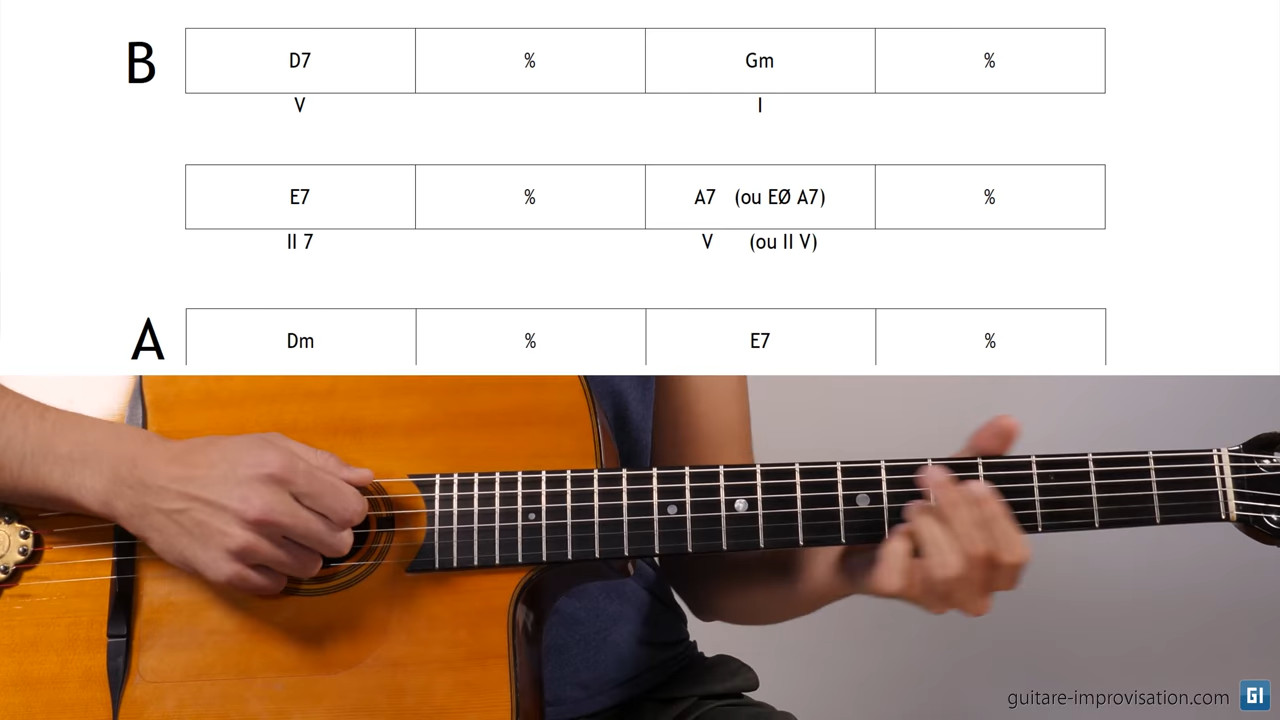 B D7 % Gm %
V I
E7 % A7 (ou EØ A7) %
II 7 V (ou II V)
A Dm % E7 %
guitare-improvisation.com GI